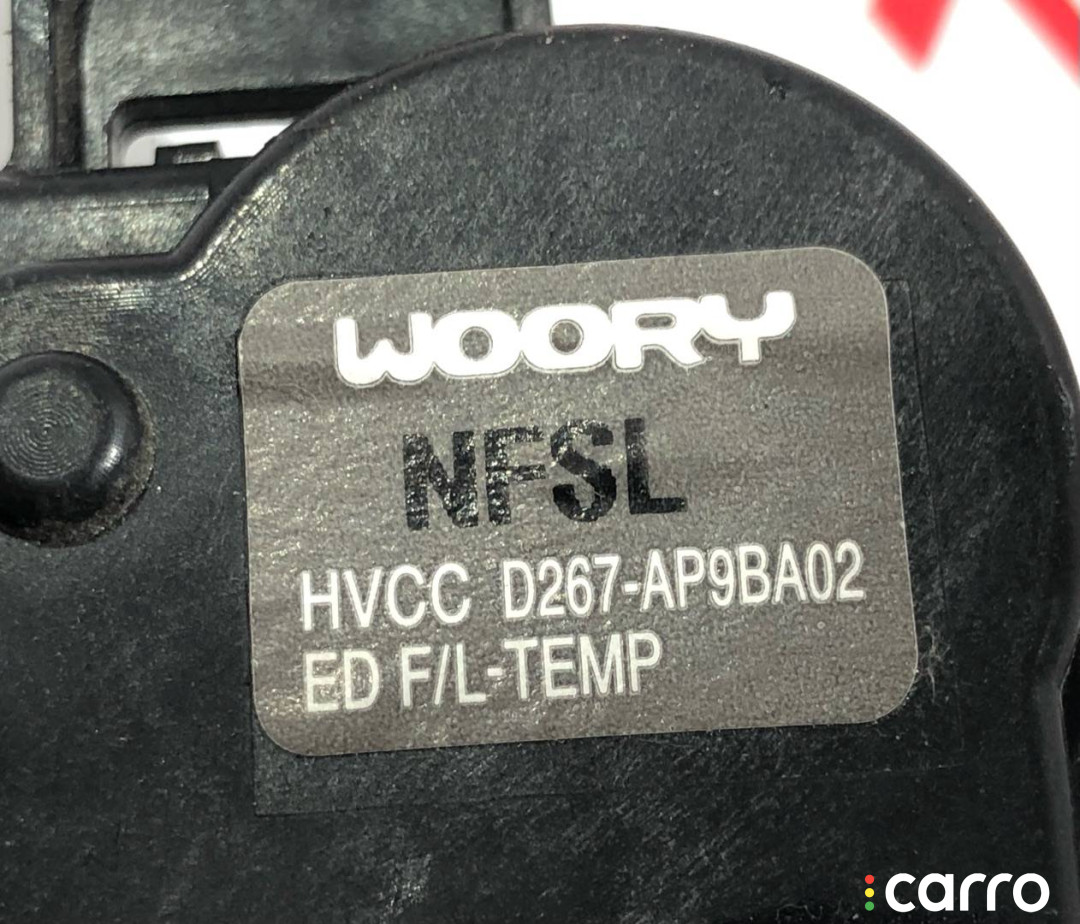 WOORY
NFSL
HVCC D267-AP9BA02
ED F/L-TEMP
carro